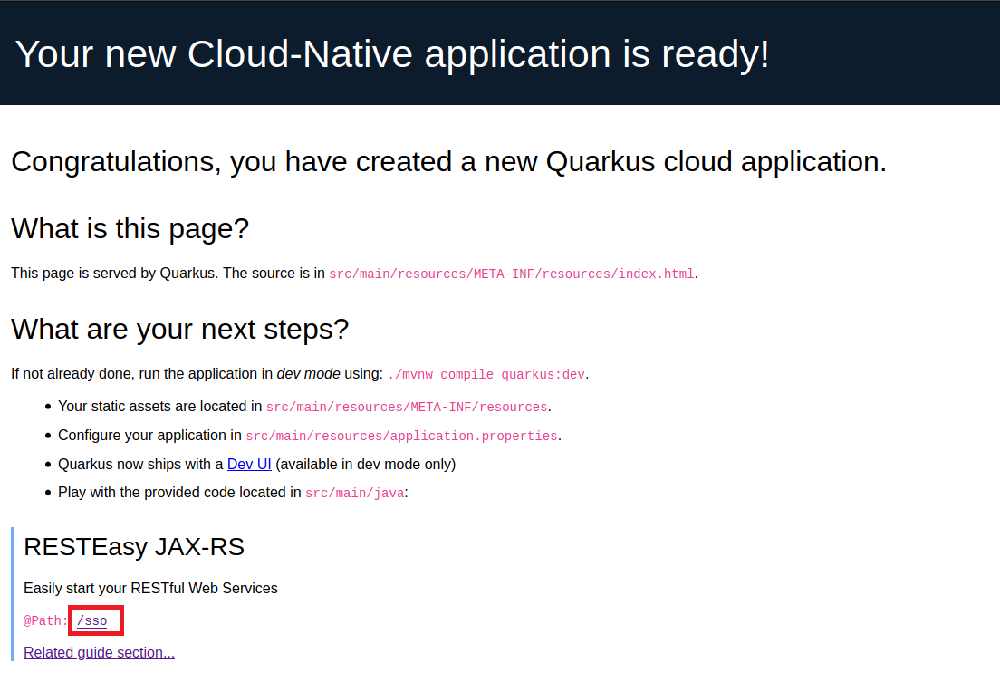 Your new Cloud-Native application is ready!
Congratulations, you have created a new Quarkus cloud application.
What is this page?
This page is served by Quarkus. The source is in src/main/resources/META-INF/resources/index.html.
What are your next steps?
If not already done, run the application in dev mode using: ./mvnw compile quarkus:dev.
• Your static assets are located in src/main/resources/META-INF/resources.
• Configure your application in src/main/resources/application.properties.
• Quarkus now ships with a Dev UI (available in dev mode only)
• Play with the provided code located in src/main/java:
RESTEasy JAX-RS
Easily start your RESTful Web Services
@Path: /sso
Related guide section...